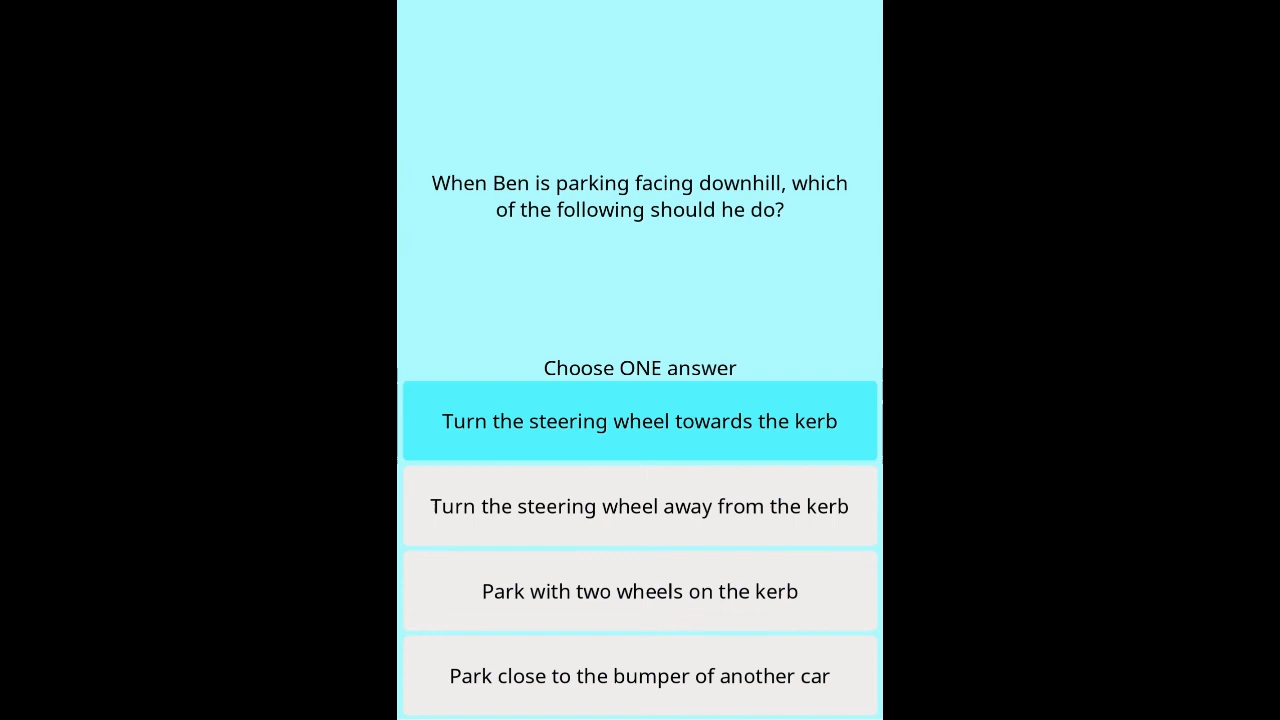 When Ben is parking facing downhill, which
of the following should he do?
Choose ONE answer
Turn the steering wheel towards the kerb
Turn the steering wheel away from the kerb
Park with two wheels on the kerb
Park close to the bumper of another car